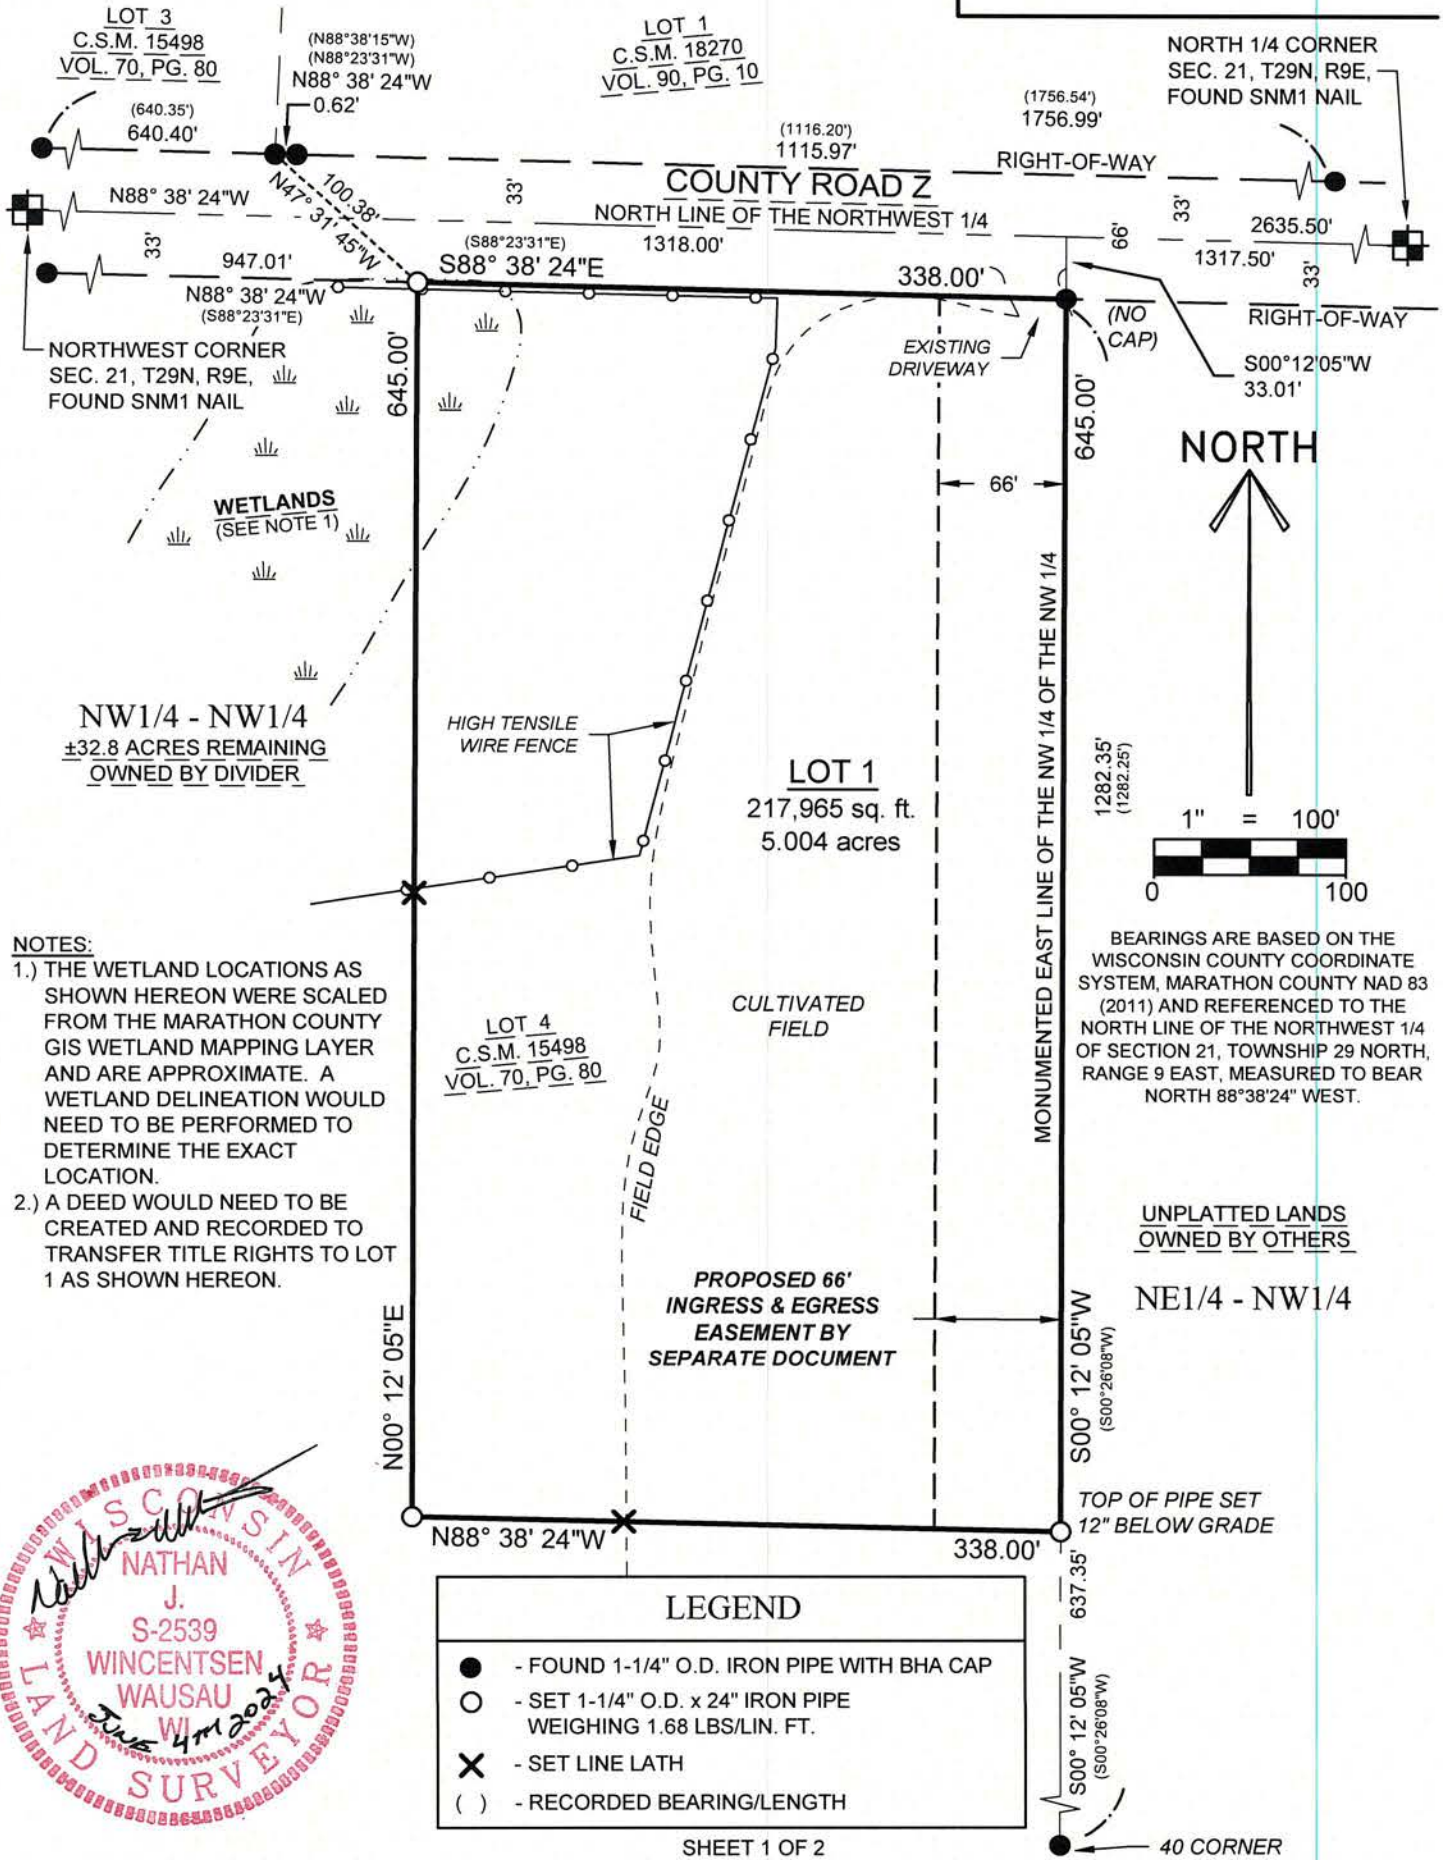 LOT 3
C.S.M. 15498
VOL. 70, PG. 80
(N88°38'15"W)
(N88°23'31"W)
N88° 38' 24"W
0.62'
LOT 1
C.S.M. 18270
VOL. 90, PG. 10
NORTH 1/4 CORNER
SEC. 21, T29N, R9E,
FOUND SNM1 NAIL
(640.35')
640.40'
(1116.20')
1115.97'
(1756.54')
1756.99'
RIGHT-OF-WAY
COUNTY ROAD Z
N88° 38' 24"W
100.38'
N47° 31' 45"W
33'
NORTH LINE OF THE NORTHWEST 1/4
1318.00'
66'
33'
2635.50'
1317.50'
33'
33'
947.01'
N88° 38' 24"W
(S88°23'31"E)
(S88°23'31"E)
S88° 38' 24"E
338.00'
(NO
CAP)
RIGHT-OF-WAY
NORTHWEST CORNER
SEC. 21, T29N, R9E,
FOUND SNM1 NAIL
645.00'
EXISTING
DRIVEWAY
645.00'
S00°12'05"W
33.01'
NORTH
66'
WETLANDS
(SEE NOTE 1)
NW1/4 - NW1/4
±32.8 ACRES REMAINING
OWNED BY DIVIDER
HIGH TENSILE
WIRE FENCE
LOT 1
217,965 sq. ft.
5.004 acres
MONUMENTED EAST LINE OF THE NW 1/4 OF THE NW 1/4
1282.35'
(1282.25')
1" = 100'
0 100
BEARINGS ARE BASED ON THE
WISCONSIN COUNTY COORDINATE
SYSTEM, MARATHON COUNTY NAD 83
(2011) AND REFERENCED TO THE
NORTH LINE OF THE NORTHWEST 1/4
OF SECTION 21, TOWNSHIP 29 NORTH,
RANGE 9 EAST, MEASURED TO BEAR
NORTH 88°38'24" WEST.
NOTES:
1.) THE WETLAND LOCATIONS AS
SHOWN HEREON WERE SCALED
FROM THE MARATHON COUNTY
GIS WETLAND MAPPING LAYER
AND ARE APPROXIMATE. A
WETLAND DELINEATION WOULD
NEED TO BE PERFORMED TO
DETERMINE THE EXACT
LOCATION.
2.) A DEED WOULD NEED TO BE
CREATED AND RECORDED TO
TRANSFER TITLE RIGHTS TO LOT
1 AS SHOWN HEREON.
LOT 4
C.S.M. 15498
VOL. 70, PG. 80
CULTIVATED
FIELD
FIELD EDGE
UNPLATTED LANDS
OWNED BY OTHERS
NE1/4 - NW1/4
PROPOSED 66'
INGRESS & EGRESS
EASEMENT BY
SEPARATE DOCUMENT
N00° 12' 05"E
S00° 12' 05"W
(S00°26'08"W)
N88° 38' 24"W
338.00'
TOP OF PIPE SET
12" BELOW GRADE
637.35'
S00° 12' 05"W
(S00°26'08"W)
40 CORNER
WISCONSIN
NATHAN
J.
S-2539
WINCENTSEN
WAUSAU
WI
JUNE 4TH 2024
LAND SURVEYOR
LEGEND
- FOUND 1-1/4" O.D. IRON PIPE WITH BHA CAP
- SET 1-1/4" O.D. x 24" IRON PIPE
WEIGHING 1.68 LBS/LIN. FT.
- SET LINE LATH
( ) - RECORDED BEARING/LENGTH
SHEET 1 OF 2